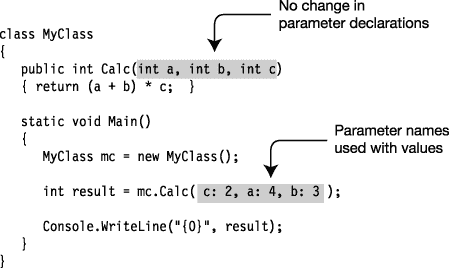 No change in
parameter declarations
class MyClass
{
public int Calc(int a, int b, int c)
{ return (a + b) * c; }
static void Main()
{
MyClass mc = new MyClass();
Parameter names
used with values
int result = mc.Calc( c: 2, a: 4, b: 3 );
Console.WriteLine("{0}", result);
}
}